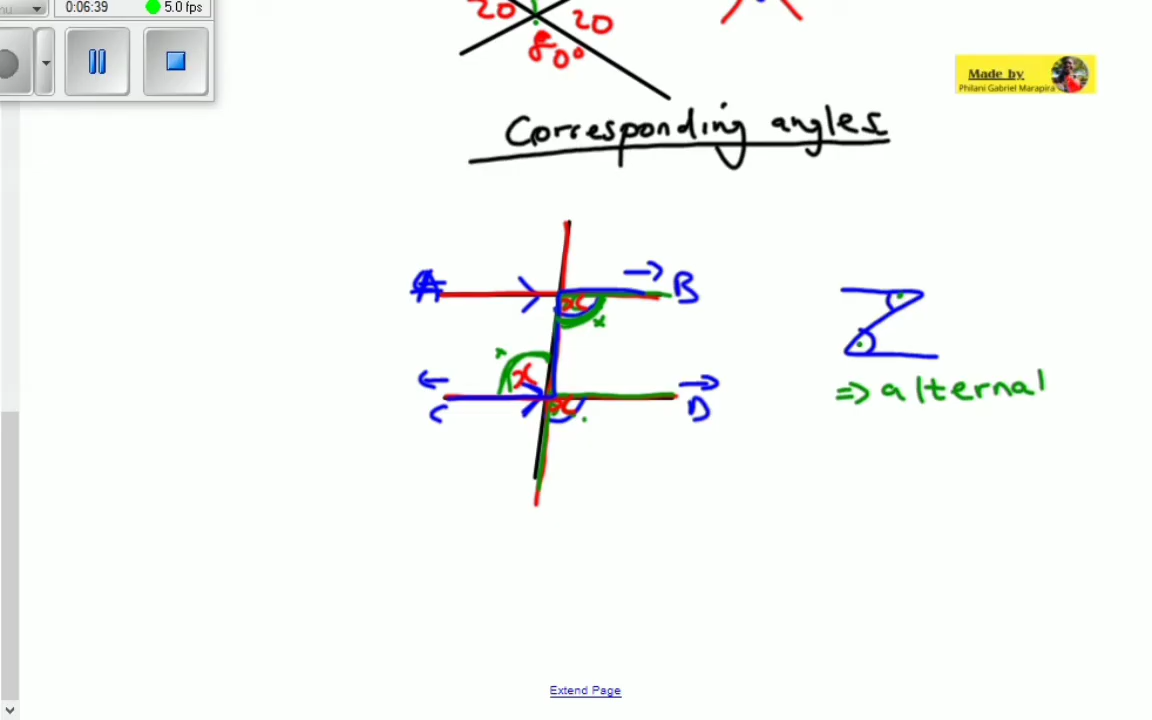 0:06:39 5.0 fps
20 20
80°
Made by
Philani Gabriel Marapira
Corresponding angles
A B
x
x x
x
C x D
=> alternal
Extend Page